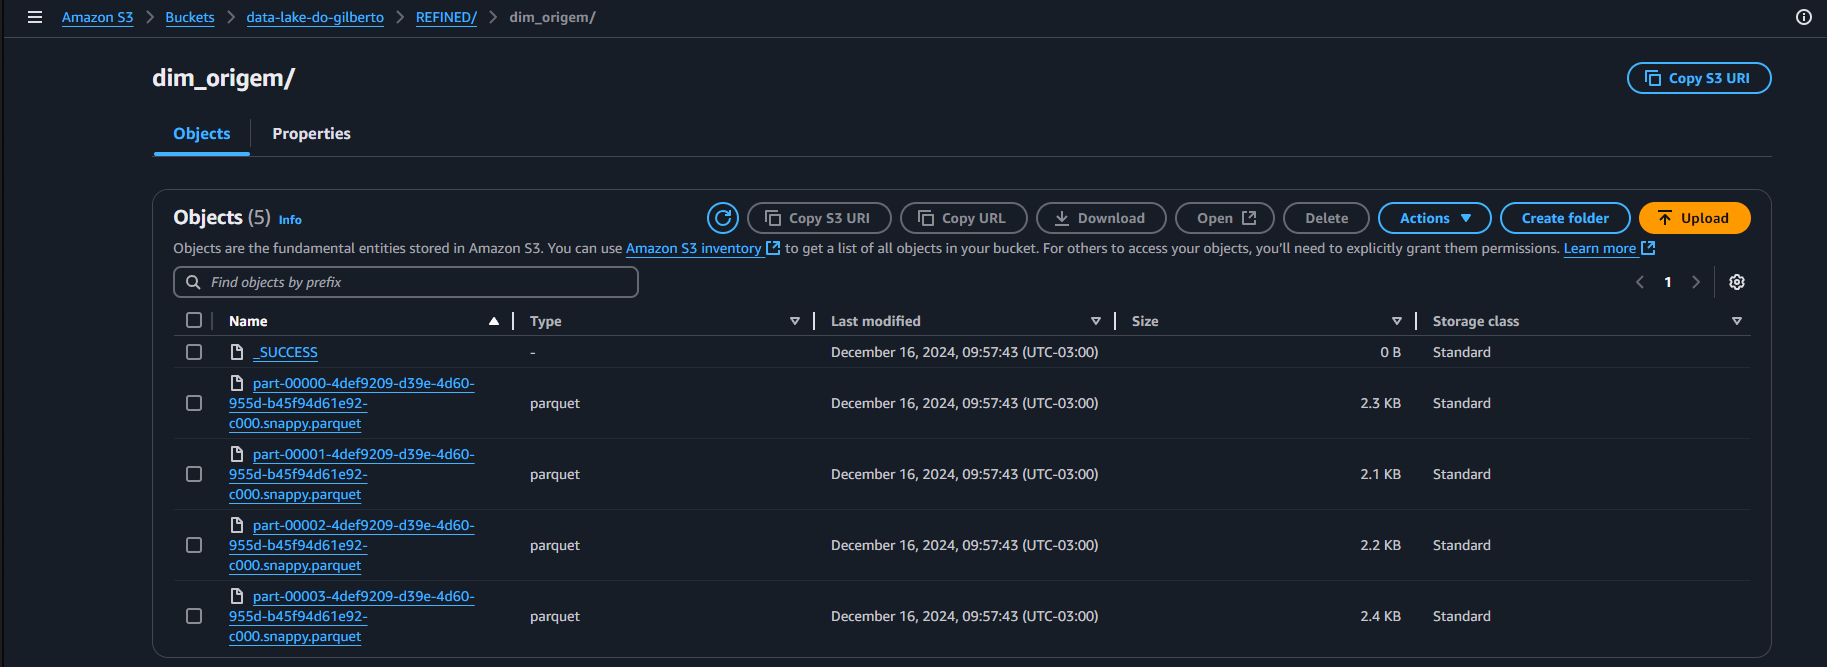 Amazon S3 > Buckets > data-lake-do-gilberto > REFINED/ > dim_origem/
dim_origem/
Copy S3 URI
Objects
Properties
Objects (5) Info
Copy S3 URI
Copy URL
Download
Open
Delete
Actions
Create folder
Upload
Objects are the fundamental entities stored in Amazon S3. You can use Amazon S3 inventory to get a list of all objects in your bucket. For others to access your objects, you'll need to explicitly grant them permissions. Learn more
Find objects by prefix
1
Name Type Last modified Size Storage class
_SUCCESS - December 16, 2024, 09:57:43 (UTC-03:00) 0 B Standard
part-00000-4def9209-d39e-4d60-
955d-b45f94d61e92- parquet December 16, 2024, 09:57:43 (UTC-03:00) 2.3 KB Standard
c000.snappy.parquet
part-00001-4def9209-d39e-4d60-
955d-b45f94d61e92- parquet December 16, 2024, 09:57:43 (UTC-03:00) 2.1 KB Standard
c000.snappy.parquet
part-00002-4def9209-d39e-4d60-
955d-b45f94d61e92- parquet December 16, 2024, 09:57:43 (UTC-03:00) 2.2 KB Standard
c000.snappy.parquet
part-00003-4def9209-d39e-4d60-
955d-b45f94d61e92- parquet December 16, 2024, 09:57:43 (UTC-03:00) 2.4 KB Standard
c000.snappy.parquet